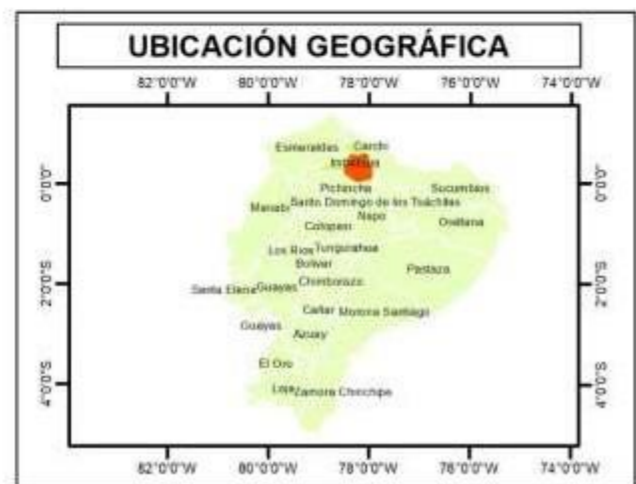 UBICACIÓN GEOGRÁFICA
82°0'0"W 80°0'0"W 78°0'0"W 76°0'0"W 74°0'0"W
Esmeraldas Carchi
Imbabura
0°0'0" 0°0'0"
Pichincha Sucumbios
Santo Domingo de los Tsáchilas
Manabi Napo
Cotopaxi Orellana
Los Rios Tungurahua
Bolivar Pastaza
2°0'0"S 2°0'0"S
Santa Elena Guayas Chimborazo
Cañar Morona Santiago
Guayas Azuay
El Oro
4°0'0"S 4°0'0"S
Loja Zamora Chinchipe
82°0'0"W 80°0'0"W 78°0'0"W 76°0'0"W 74°0'0"W